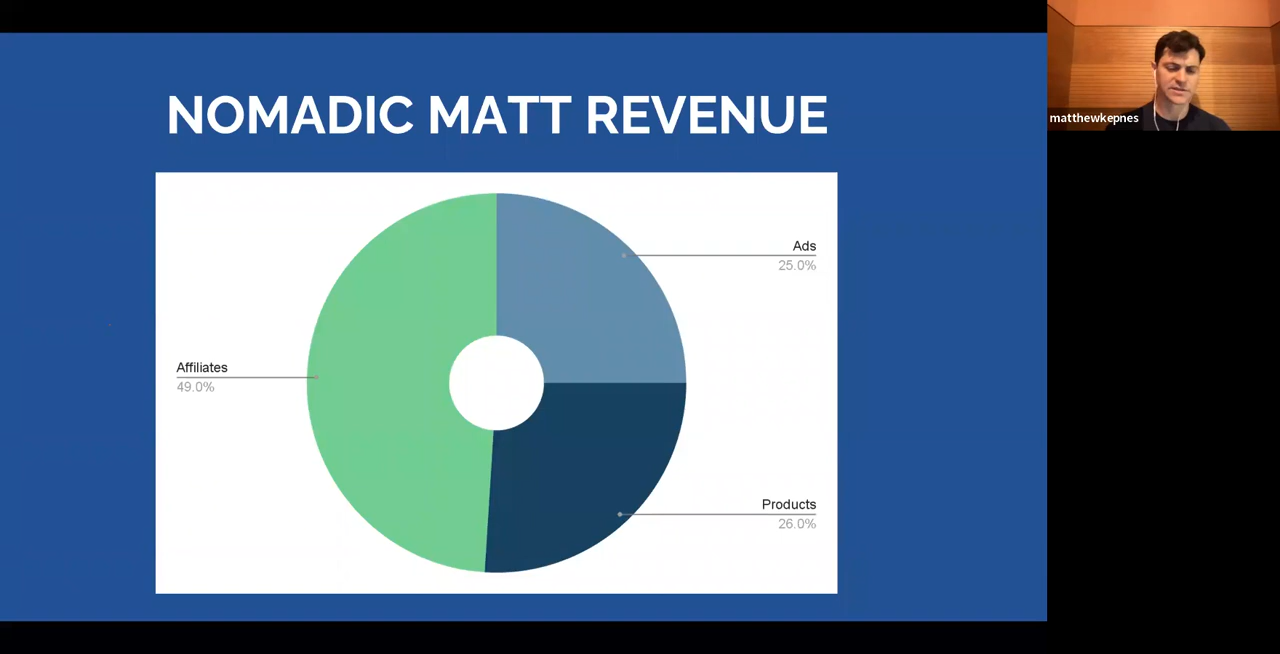 NOMADIC MATT REVENUE
Ads
25.0%
Affiliates
49.0%
Products
26.0%
matthewkepnes